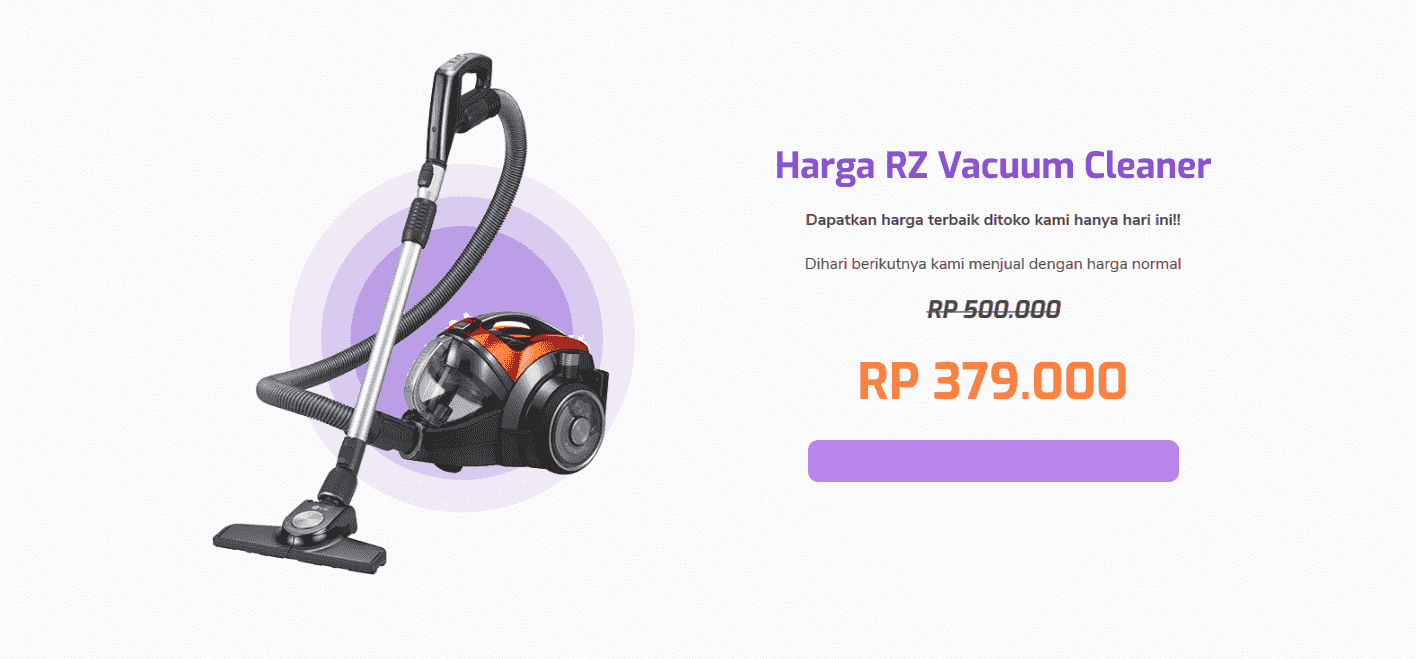 Harga RZ Vacuum Cleaner
Dapatkan harga terbaik ditoko kami hanya hari ini!!
Dihari berikutnya kami menjual dengan harga normal
RP 500.000
RP 379.000